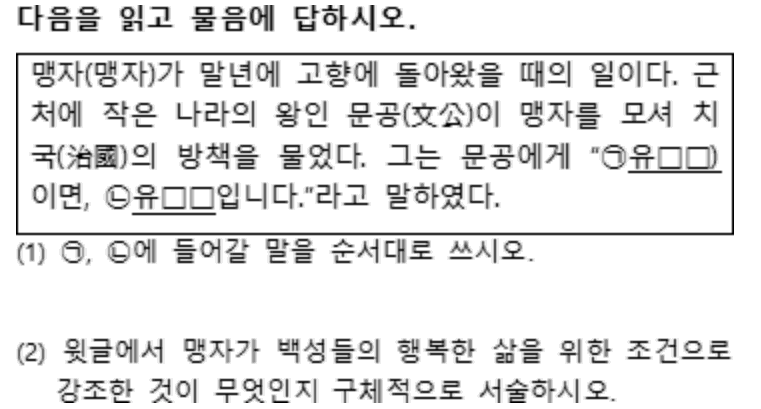 다음을 읽고 물음에 답하시오.
맹자(맹자)가 말년에 고향에 돌아왔을 때의 일이다. 근
처에 작은 나라의 왕인 문공(文公)이 맹자를 모셔 치
국(治國)의 방책을 물었다. 그는 문공에게 “㉠유□□)
이면, ㉡유□□입니다.”라고 말하였다.
(1) ㉠, ㉡에 들어갈 말을 순서대로 쓰시오.
(2) 윗글에서 맹자가 백성들의 행복한 삶을 위한 조건으로
강조한 것이 무엇인지 구체적으로 서술하시오.